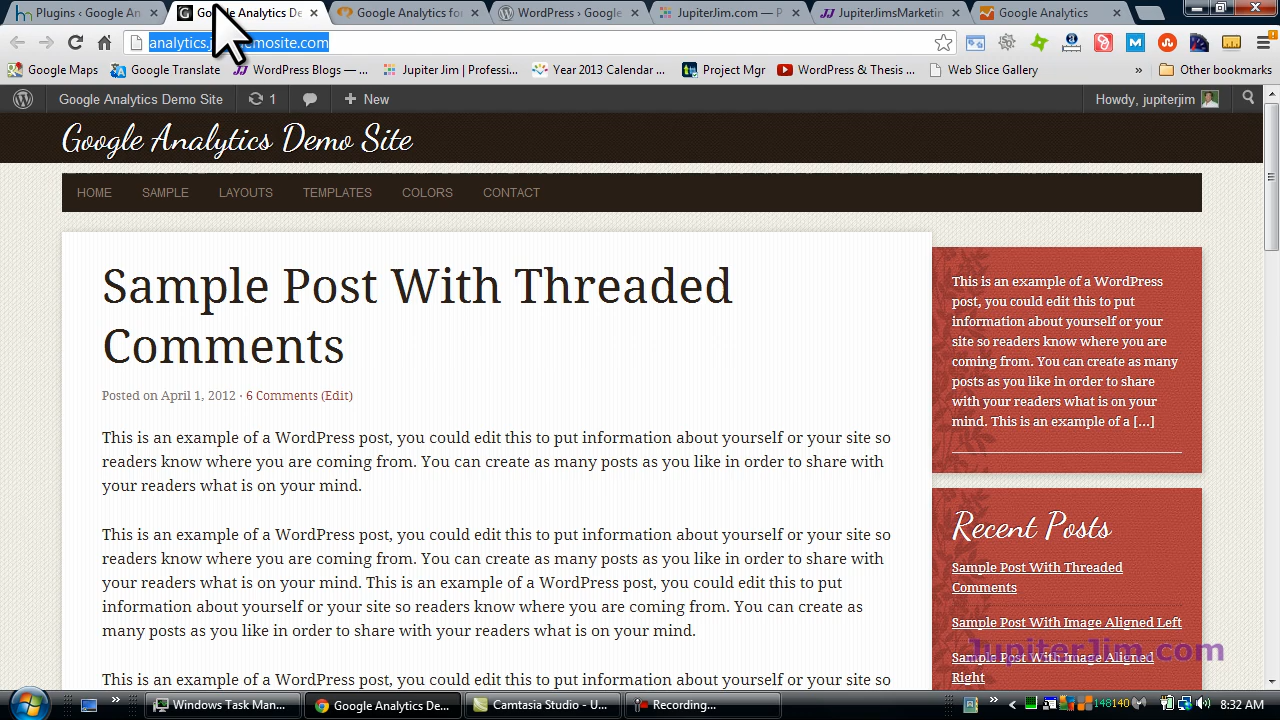 Plugins ‹ Google An
Google Analytics De
Google Analytics fo
WordPress › Google
JupiterJim.com — P
JupiterJimsMarketin
Google Analytics
Google Maps
Google Translate
WordPress Blogs — ...
Jupiter Jim | Professi...
Year 2013 Calendar ...
Project Mgr
WordPress & Thesis ...
Web Slice Gallery
»
Other bookmarks
Google Analytics Demo Site
1
New
Howdy, jupiterjim
Google Analytics Demo Site
HOME SAMPLE LAYOUTS TEMPLATES COLORS CONTACT
Sample Post With Threaded
Comments
Posted on April 1, 2012 · 6 Comments (Edit)
This is an example of a WordPress post, you could edit this to put information about yourself or your site so
readers know where you are coming from. You can create as many posts as you like in order to share with
your readers what is on your mind.
This is an example of a WordPress post, you could edit this to put information about yourself or your site so
readers know where you are coming from. You can create as many posts as you like in order to share with
your readers what is on your mind. This is an example of a WordPress post, you could edit this to put
information about yourself or your site so readers know where you are coming from. You can create as
many posts as you like in order to share with your readers what is on your mind.
This is an example of a WordPress post, you could edit this to put information about yourself or your site so
This is an example of a WordPress
post, you could edit this to put
information about yourself or your
site so readers know where you are
coming from. You can create as many
posts as you like in order to share
with your readers what is on your
mind. This is an example of a [...]
Recent Posts
Sample Post With Threaded
Comments
Sample Post With Image Aligned Left
Sample Post With Image Aligned
Right
JupiterJim.com
Windows Task Man...
Google Analytics De...
Camtasia Studio - U...
Recording...
148 140
8:32 AM